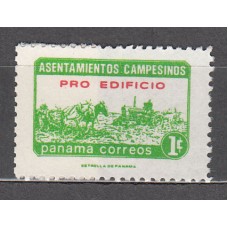 ASENTAMIENTOS CAMPESINOS
PRO EDIFICIO
panama correos
1¢
ESTRELLA DE PANAMA